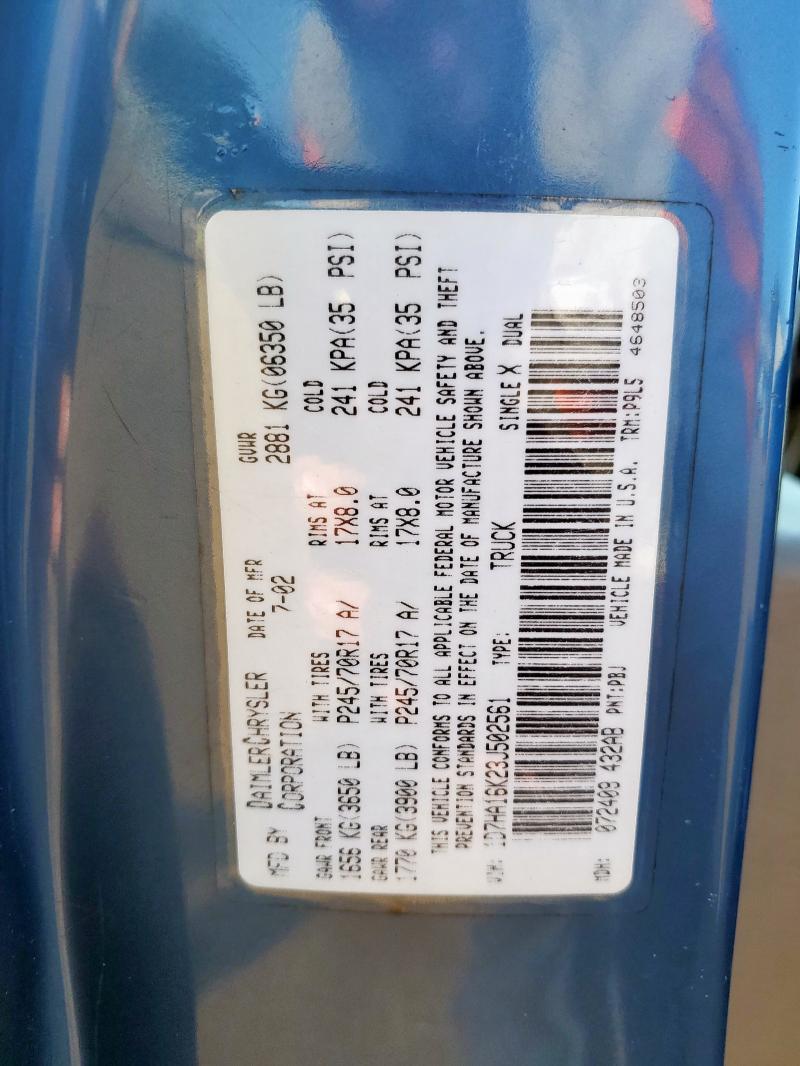 MFD BY DAIMLERCHRYSLER CORPORATION DATE OF MFR 7-02 GVWR 2881 KG(06350 LB)
GAWR FRONT WITH TIRES RIMS AT COLD
1656 KG(3650 LB) P245/70R17 A/ 17X8.0 241 KPA(35 PSI)
GAWR REAR WITH TIRES RIMS AT COLD
1770 KG(3900 LB) P245/70R17 A/ 17X8.0 241 KPA(35 PSI)
THIS VEHICLE CONFORMS TO ALL APPLICABLE FEDERAL MOTOR VEHICLE SAFETY AND THEFT
PREVENTION STANDARDS IN EFFECT ON THE DATE OF MANUFACTURE SHOWN ABOVE.
VIN: 1D7HA16K23J502561 TYPE: TRUCK SINGLE X DUAL
MDH: 072409 432AB PNT:PBJ VEHICLE MADE IN U.S.A. TRM:P9L5 4648503